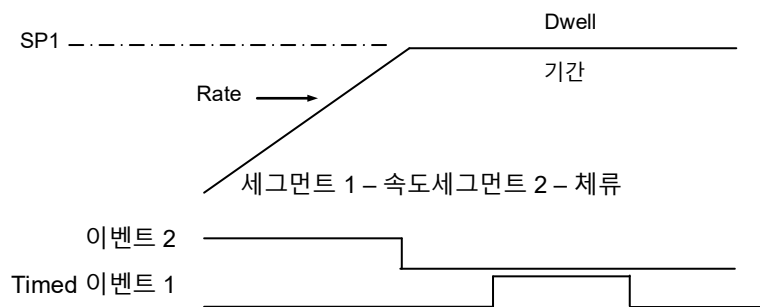 Dwell
SP1
기간
Rate
세그먼트 1 – 속도세그먼트 2 – 체류
이벤트 2
Timed 이벤트 1